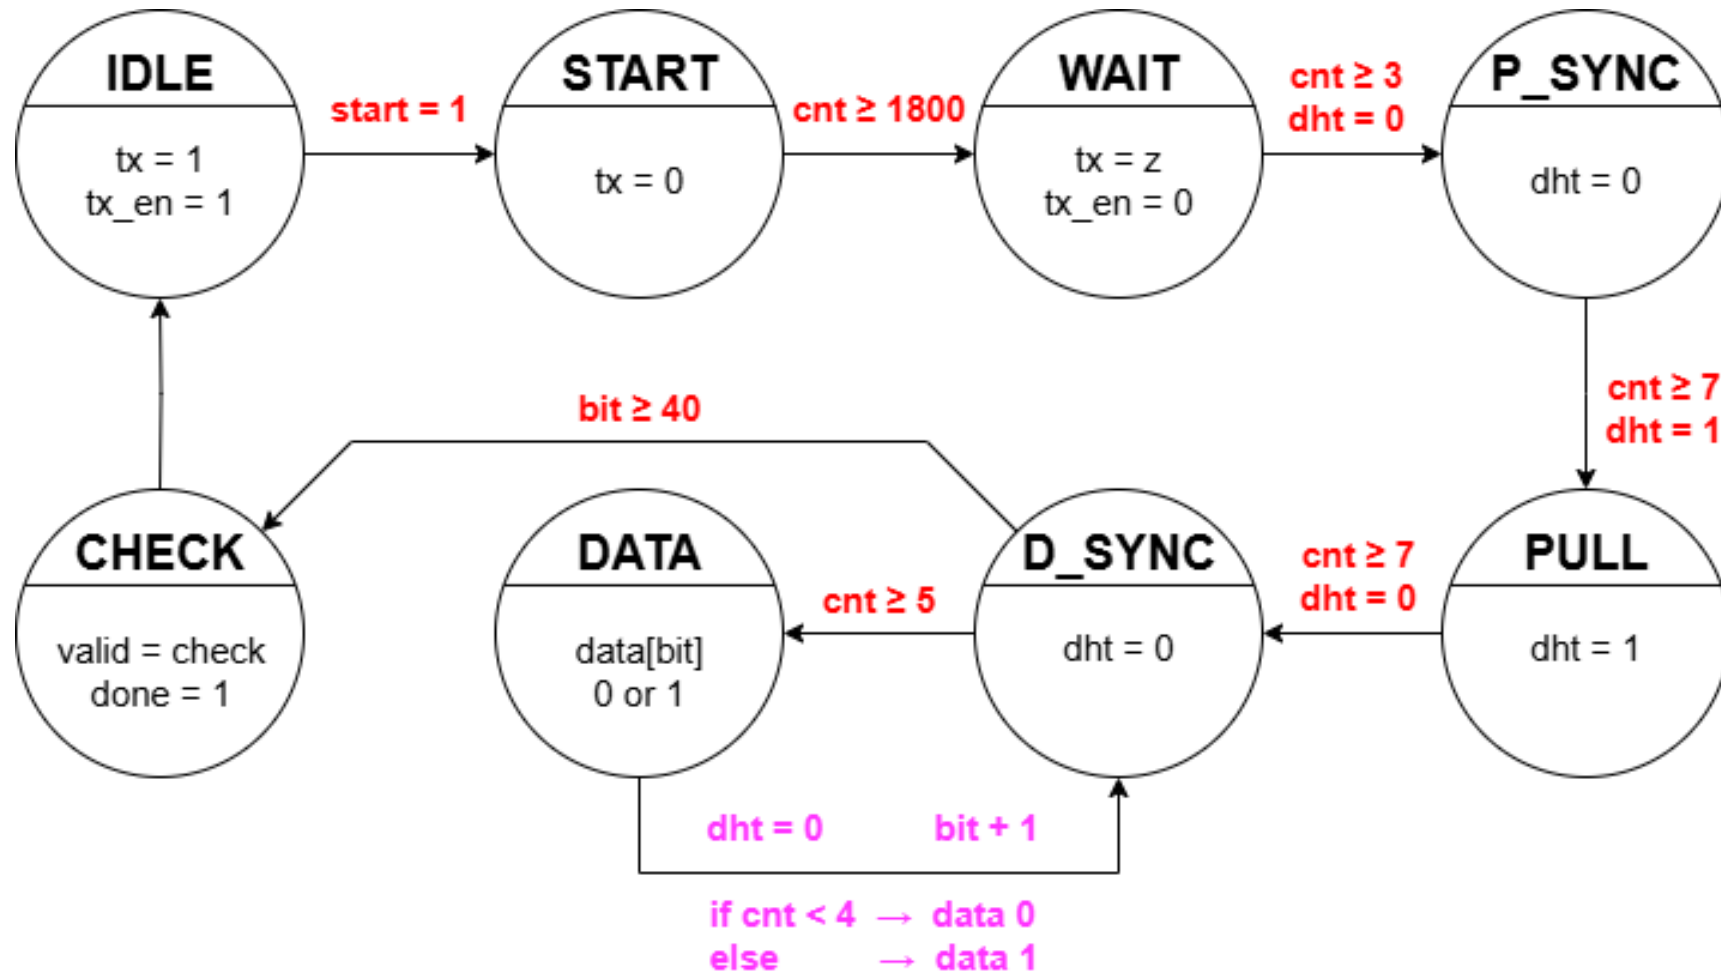 IDLE
tx = 1
tx_en = 1
start = 1
START
tx = 0
cnt ≥ 1800
WAIT
tx = z
tx_en = 0
cnt ≥ 3
dht = 0
P_SYNC
dht = 0
cnt ≥ 7
dht = 1
PULL
dht = 1
cnt ≥ 7
dht = 0
D_SYNC
dht = 0
cnt ≥ 5
DATA
data[bit]
0 or 1
bit ≥ 40
CHECK
valid = check
done = 1
dht = 0 bit + 1
if cnt < 4 → data 0
else → data 1